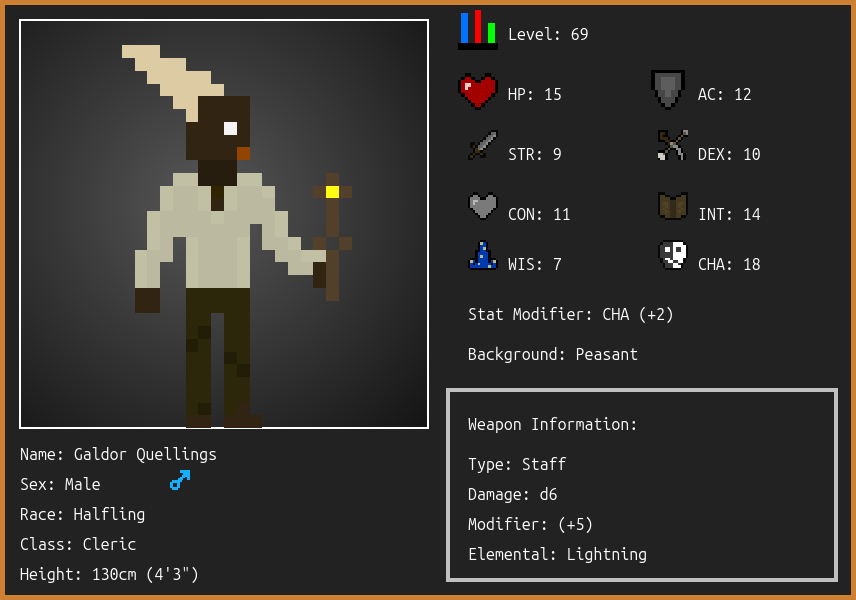 Level: 69
HP: 15
AC: 12
STR: 9
DEX: 10
CON: 11
INT: 14
WIS: 7
CHA: 18
Stat Modifier: CHA (+2)
Background: Peasant
Weapon Information:
Type: Staff
Damage: d6
Modifier: (+5)
Elemental: Lightning
Name: Galdor Quellings
Sex: Male
Race: Halfling
Class: Cleric
Height: 130cm (4'3")